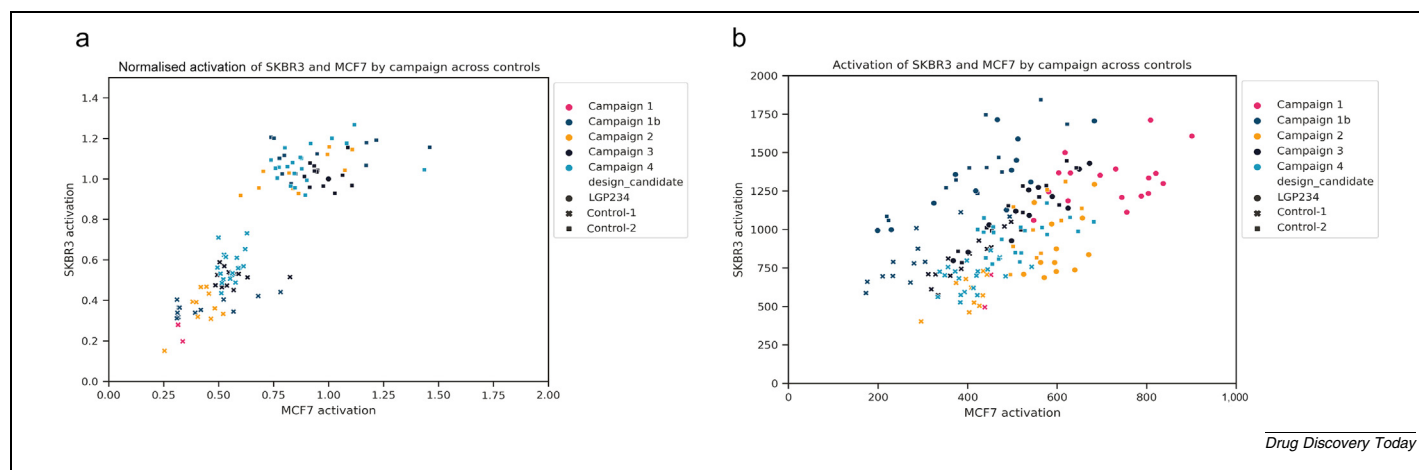 a
Normalised activation of SKBR3 and MCF7 by campaign across controls
SKBR3 activation
1.4
1.2
1.0
0.8
0.6
0.4
0.2
0.0
0.0
0.25
0.50
0.75
1.00
1.25
1.50
1.75
2.00
MCF7 activation
Campaign 1
Campaign 1b
Campaign 2
Campaign 3
Campaign 4
design_candidate
LGP234
Control-1
Control-2
b
Activation of SKBR3 and MCF7 by campaign across controls
SKBR3 activation
2000
1750
1500
1250
1000
750
500
250
0
0
200
400
600
800
1,000
MCF7 activation
Campaign 1
Campaign 1b
Campaign 2
Campaign 3
Campaign 4
design_candidate
LGP234
Control-1
Control-2
Drug Discovery Today